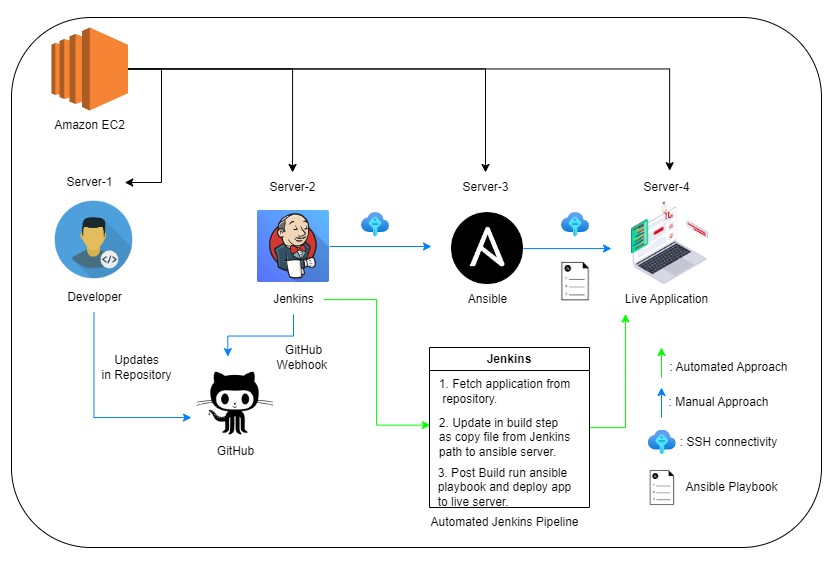 Amazon EC2
Server-1
Server-2
Server-3
Server-4
Developer
Jenkins
Ansible
Live Application
Updates
in Repository
GitHub
Webhook
GitHub
Jenkins
1. Fetch application from
repository.
2. Update in build step
as copy file from Jenkins
path to ansible server.
3. Post Build run ansible
playbook and deploy app
to live server.
Automated Jenkins Pipeline
: Automated Approach
: Manual Approach
: SSH connectivity
Ansible Playbook